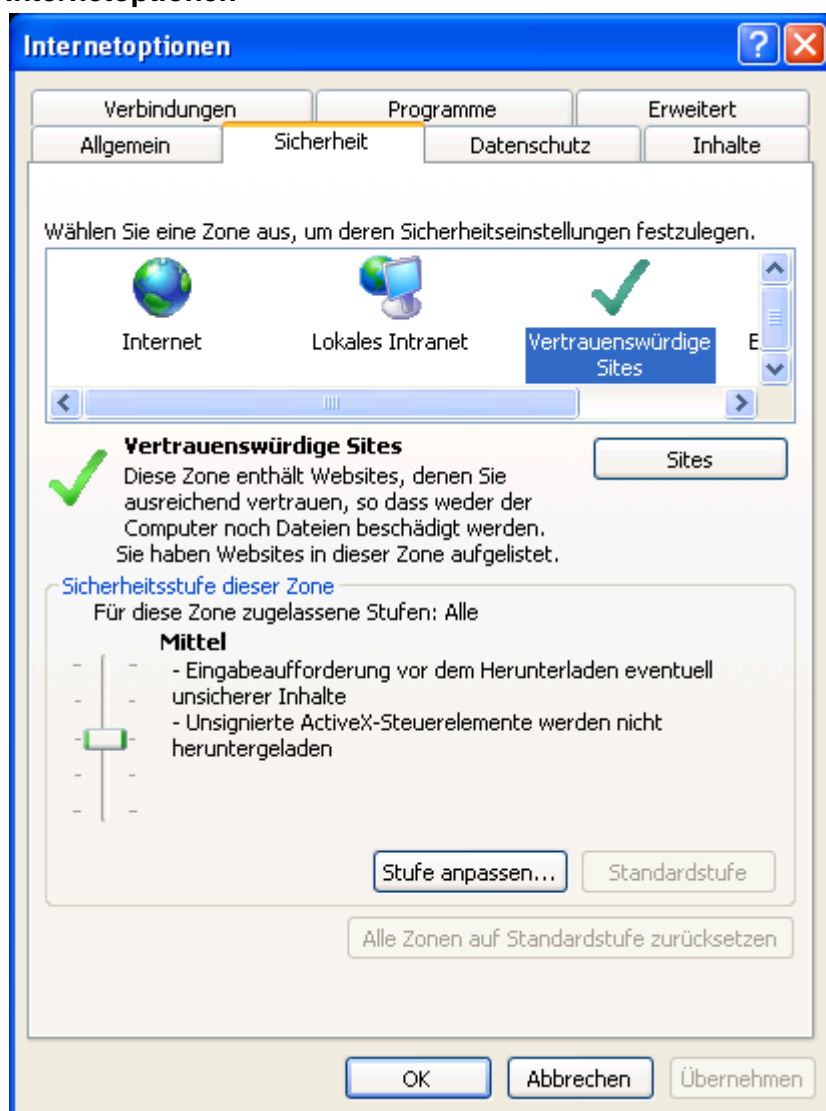 Internetoptionen
Internetoptionen
Verbindungen Programme Erweitert
Allgemein Sicherheit Datenschutz Inhalte
Wählen Sie eine Zone aus, um deren Sicherheitseinstellungen festzulegen.
Internet Lokales Intranet Vertrauenswürdige E
Sites
Vertrauenswürdige Sites Sites
Diese Zone enthält Websites, denen Sie
ausreichend vertrauen, so dass weder der
Computer noch Dateien beschädigt werden.
Sie haben Websites in dieser Zone aufgelistet.
Sicherheitsstufe dieser Zone
Für diese Zone zugelassene Stufen: Alle
Mittel
- Eingabeaufforderung vor dem Herunterladen eventuell
unsicherer Inhalte
- Unsignierte ActiveX-Steuerelemente werden nicht
heruntergeladen
Stufe anpassen... Standardstufe
Alle Zonen auf Standardstufe zurücksetzen
OK Abbrechen Übernehmen